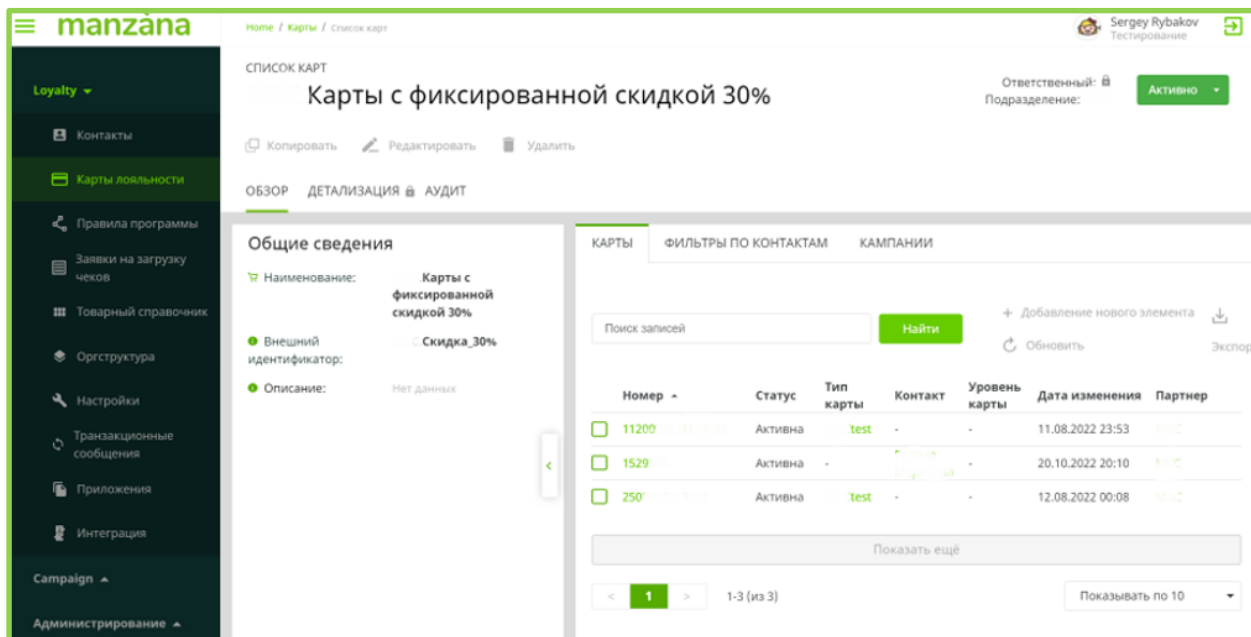 manzana
Home / Карты / Список карт
Sergey Rybakov
Тестирование
СПИСОК КАРТ
Карты с фиксированной скидкой 30%
Ответственный:
Подразделение:
Активно
Копировать
Редактировать
Удалить
ОБЗОР
ДЕТАЛИЗАЦИЯ
АУДИТ
Loyalty
Контакты
Карты лояльности
Правила программы
Заявки на загрузку
чеков
Товарный справочник
Оргструктура
Настройки
Транзакционные
сообщения
Приложения
Интеграция
Campaign
Администрирование
Общие сведения
Наименование:
Карты с
фиксированной
скидкой 30%
Внешний
идентификатор:
Скидка_30%
Описание:
Нет данных
КАРТЫ
ФИЛЬТРЫ ПО КОНТАКТАМ
КАМПАНИИ
Поиск записей
Найти
+ Добавление нового элемента
Обновить
Экспор
Номер
Статус
Тип
карты
Контакт
Уровень
карты
Дата изменения
Партнер
11200 Активна test - - 11.08.2022 23:53
1529 Активна - - 20.10.2022 20:10
250 Активна test - - 12.08.2022 00:08
Показать ещё
< 1 > 1-3 (из 3)
Показывать по 10